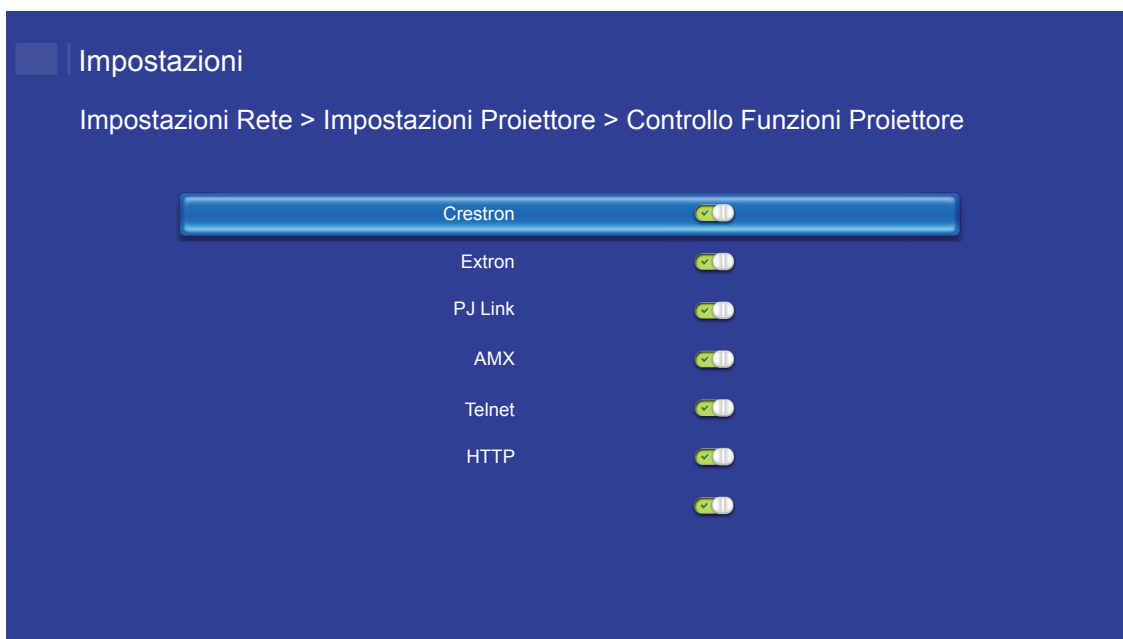 Impostazioni
Impostazioni Rete > Impostazioni Proiettore > Controllo Funzioni Proiettore
Crestron
Extron
PJ Link
AMX
Telnet
HTTP